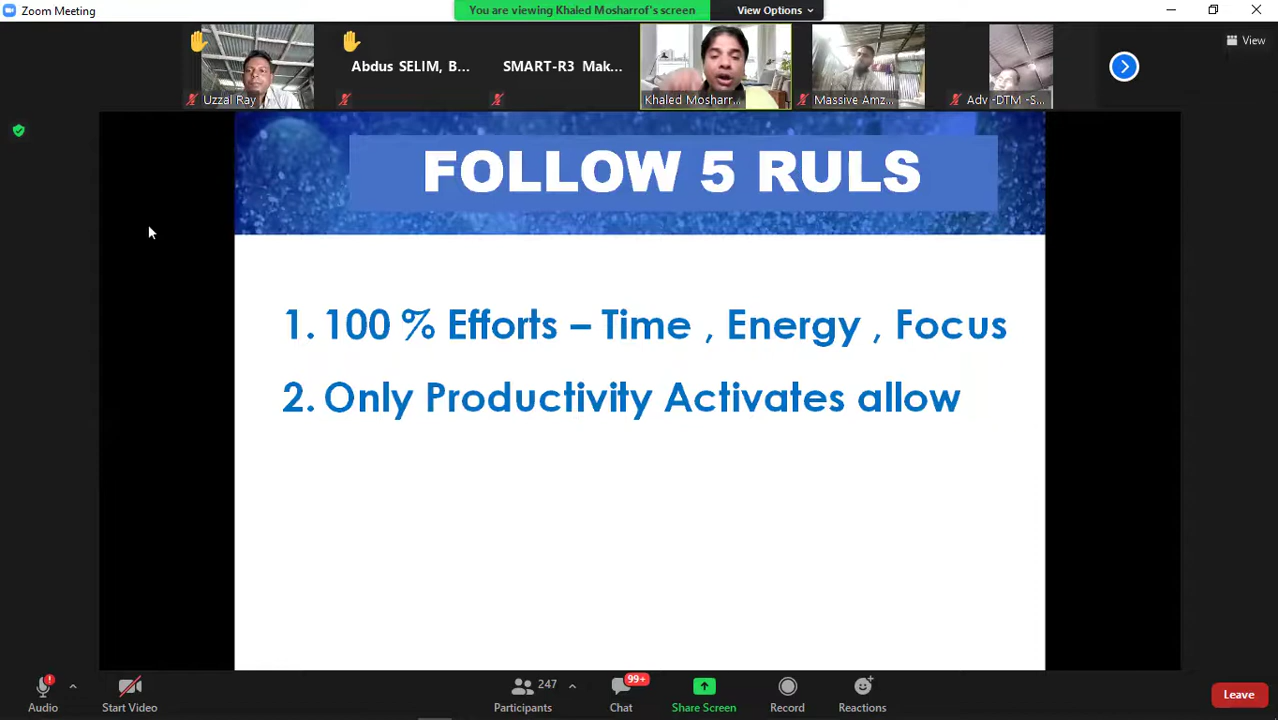 Zoom Meeting
You are viewing Khaled Mosharrof's screen
View Options
View
Uzzal Ray
Abdus SELIM, B...
SMART-R3 Mak...
Khaled Mosharr...
Massive Amz...
Adv -DTM -S...
FOLLOW 5 RULS
1. 100 % Efforts – Time , Energy , Focus
2. Only Productivity Activates allow
Audio
Start Video
247
Participants
99+
Chat
Share Screen
Record
Reactions
Leave